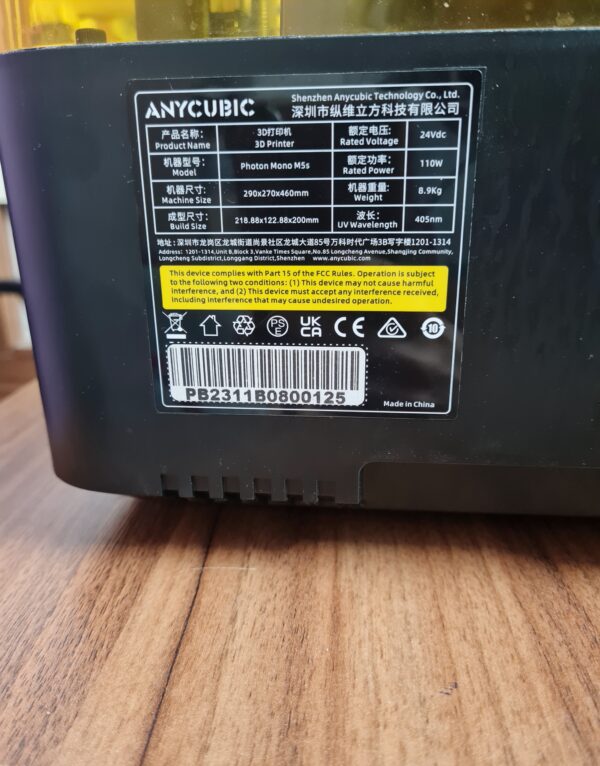 ANYCUBIC
Shenzhen Anycubic Technology Co., Ltd.
深圳市纵维立方科技有限公司
产品名称: 3D打印机 额定电压: 24Vdc
Product Name 3D Printer Rated Voltage
机器型号: Photon Mono M5s 额定功率: 110W
Model Rated Power
机器尺寸: 290x270x460mm 机器重量: 8.9Kg
Machine Size Weight
成型尺寸: 218.88x122.88x200mm 波长: 405nm
Build Size UV Wavelength
地址: 深圳市龙岗区龙城街道尚景社区龙城大道85号万科时代广场3B写字楼1201-1314
Address: 1201-1314,Unit B,Block 3,Vanke Times Square,No.85 Longcheng Avenue,Shangjing Community,
Longcheng Subdistrict,Longgang District,Shenzhen www.anycubic.com
This device complies with Part 15 of the FCC Rules. Operation is subject
to the following two conditions: (1) This device may not cause harmful
interference, and (2) This device must accept any interference received,
including interference that may cause undesired operation.
PS E UK CA CE 10
PB2311B0800125
Made in China